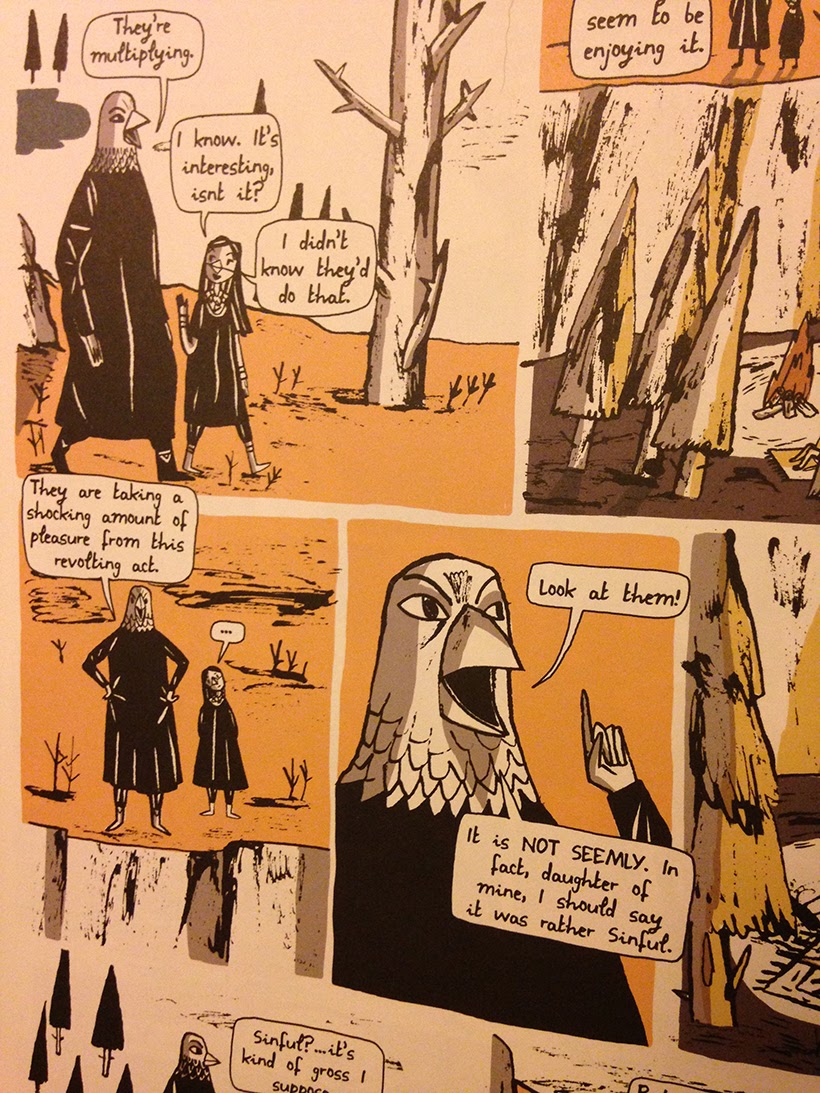 They're
multiplying.
I know. It's
interesting,
isnt it?
I didn't
know they'd
do that.
seem to be
enjoying it.
They are taking a
shocking amount of
pleasure from this
revolting act.
...
Look at them!
It is NOT SEEMLY. In
fact, daughter of
mine, I should say
it was rather Sinful.
Sinful?...it's
kind of gross I
suppose